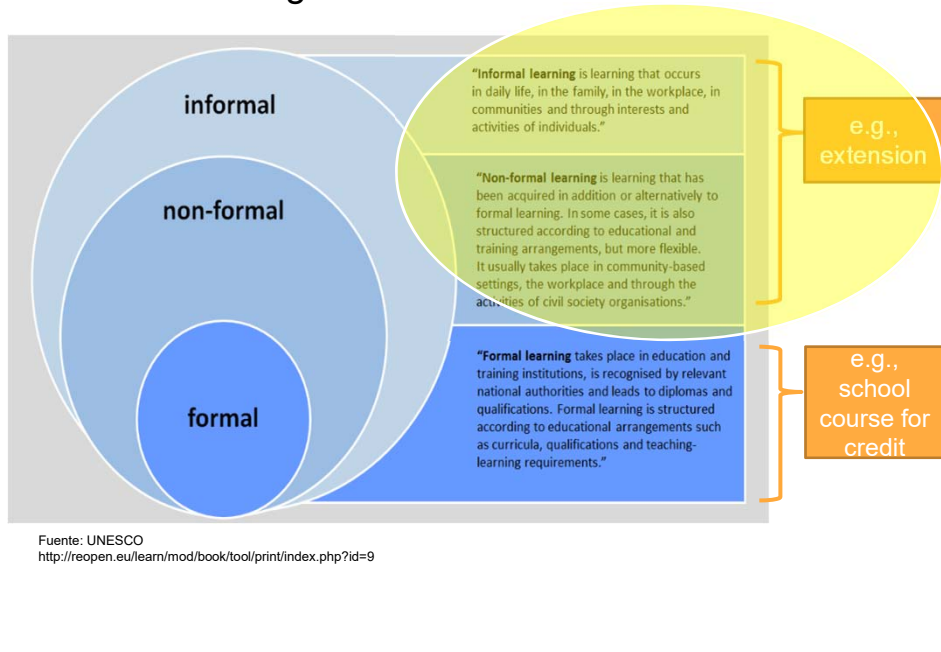 informal
non-formal
formal
“Informal learning is learning that occurs
in daily life, in the family, in the workplace, in
communities and through interests and
activities of individuals.”
“Non-formal learning is learning that has
been acquired in addition or alternatively to
formal learning. In some cases, it is also
structured according to educational and
training arrangements, but more flexible.
It usually takes place in community-based
settings, the workplace and through the
activities of civil society organisations.”
“Formal learning takes place in education and
training institutions, is recognised by relevant
national authorities and leads to diplomas and
qualifications. Formal learning is structured
according to educational arrangements such
as curricula, qualifications and teaching-
learning requirements.”
e.g.,
extension
e.g.,
school
course for
credit
Fuente: UNESCO
http://reopen.eu/learn/mod/book/tool/print/index.php?id=9